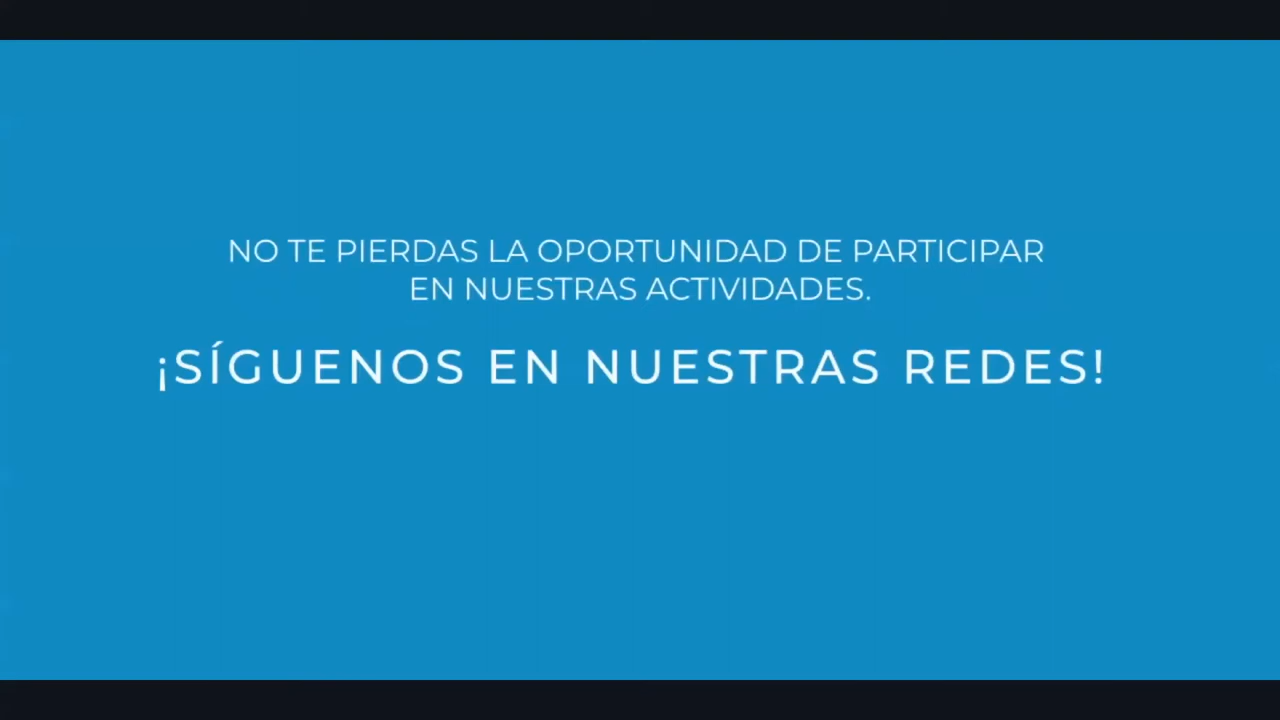 NO TE PIERDAS LA OPORTUNIDAD DE PARTICIPAR
EN NUESTRAS ACTIVIDADES.
¡SÍGUENOS EN NUESTRAS REDES!